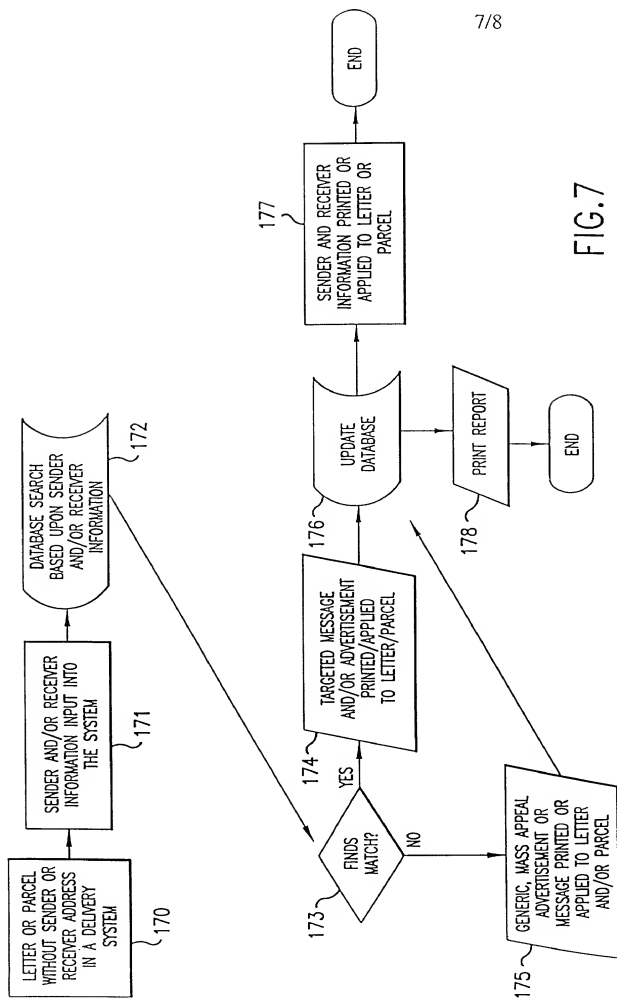 7/8
LETTER OR PARCEL
WITHOUT SENDER OR
RECEIVER ADDRESS
IN A DELIVERY
SYSTEM
170
SENDER AND/OR RECEIVER
INFORMATION INPUT INTO
THE SYSTEM
171
DATABASE SEARCH
BASED UPON SENDER
AND/OR RECEIVER
INFORMATION
172
FINDS
MATCH?
173
YES
NO
TARGETED MESSAGE
AND/OR ADVERTISEMENT
PRINTED/APPLIED
TO LETTER/PARCEL
174
GENERIC, MASS APPEAL
ADVERTISEMENT OR
MESSAGE PRINTED OR
APPLIED TO LETTER
AND/OR PARCEL
175
UPDATE
DATABASE
176
SENDER AND RECEIVER
INFORMATION PRINTED OR
APPLIED TO LETTER OR
PARCEL
177
END
PRINT REPORT
178
END
FIG.7